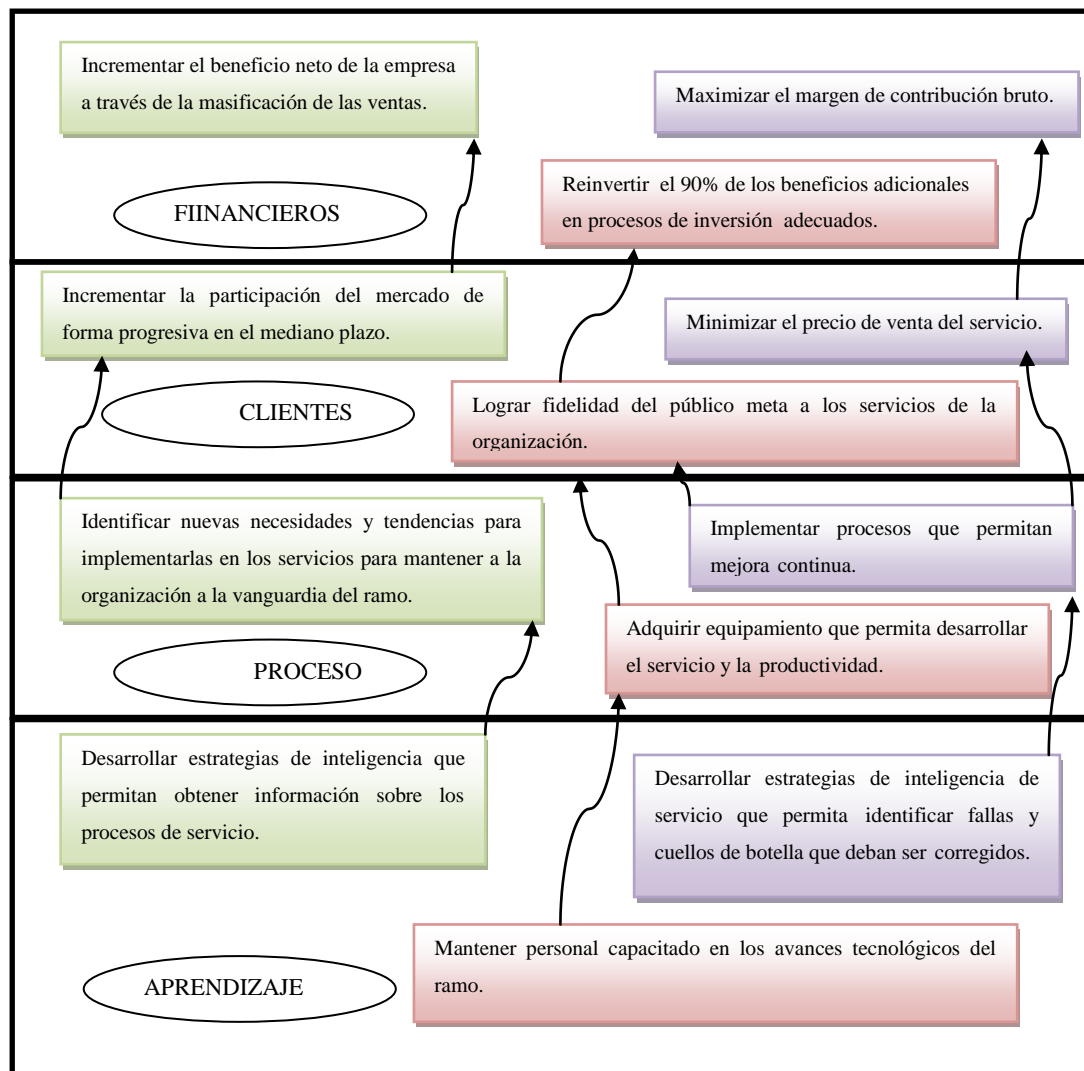 Incrementar el beneficio neto de la empresa
a través de la masificación de las ventas.
Maximizar el margen de contribución bruto.
Reinvertir el 90% de los beneficios adicionales
en procesos de inversión adecuados.
FIINANCIEROS
Incrementar la participación del mercado de
forma progresiva en el mediano plazo.
Minimizar el precio de venta del servicio.
CLIENTES
Lograr fidelidad del público meta a los servicios de la
organización.
Identificar nuevas necesidades y tendencias para
implementarlas en los servicios para mantener a la
organización a la vanguardia del ramo.
Implementar procesos que permitan
mejora continua.
Adquirir equipamiento que permita desarrollar
el servicio y la productividad.
PROCESO
Desarrollar estrategias de inteligencia que
permitan obtener información sobre los
procesos de servicio.
Desarrollar estrategias de inteligencia de
servicio que permita identificar fallas y
cuellos de botella que deban ser corregidos.
Mantener personal capacitado en los avances tecnológicos del
ramo.
APRENDIZAJE